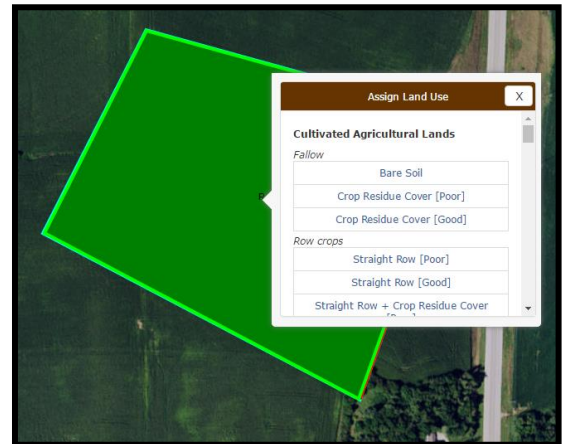 Assign Land Use
X
Cultivated Agricultural Lands
Fallow
Bare Soil
Crop Residue Cover [Poor]
Crop Residue Cover [Good]
Row crops
Straight Row [Poor]
Straight Row [Good]
Straight Row + Crop Residue Cover